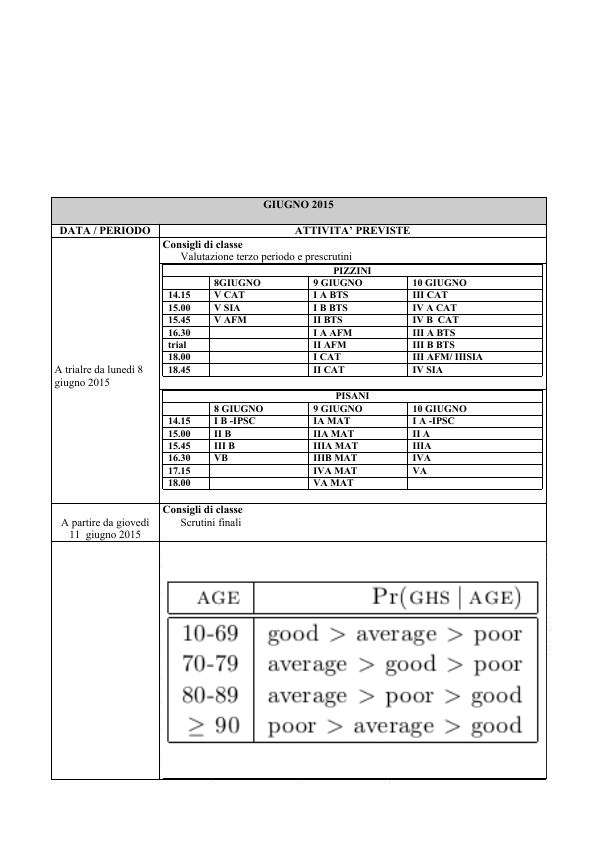 GIUGNO 2015
DATA / PERIODO ATTIVITA’ PREVISTE
Consigli di classe
Valutazione terzo periodo e prescrutini
A trialre da lunedì 8
giugno 2015
PIZZINI
8GIUGNO 9 GIUGNO 10 GIUGNO
14.15 V CAT I A BTS III CAT
15.00 V SIA I B BTS IV A CAT
15.45 V AFM II BTS IV B CAT
16.30 I A AFM III A BTS
trial II AFM III B BTS
18.00 I CAT III AFM/ IIISIA
18.45 II CAT IV SIA
PISANI
8 GIUGNO 9 GIUGNO 10 GIUGNO
14.15 I B -IPSC IA MAT I A -IPSC
15.00 II B IIA MAT II A
15.45 III B IIIA MAT IIIA
16.30 VB IIIB MAT IVA
17.15 IVA MAT VA
18.00 VA MAT
A partire da giovedì
11 giugno 2015
Consigli di classe
Scrutini finali
AGE Pr(GHS | AGE)
10-69 good > average > poor
70-79 average > good > poor
80-89 average > poor > good
≥ 90 poor > average > good